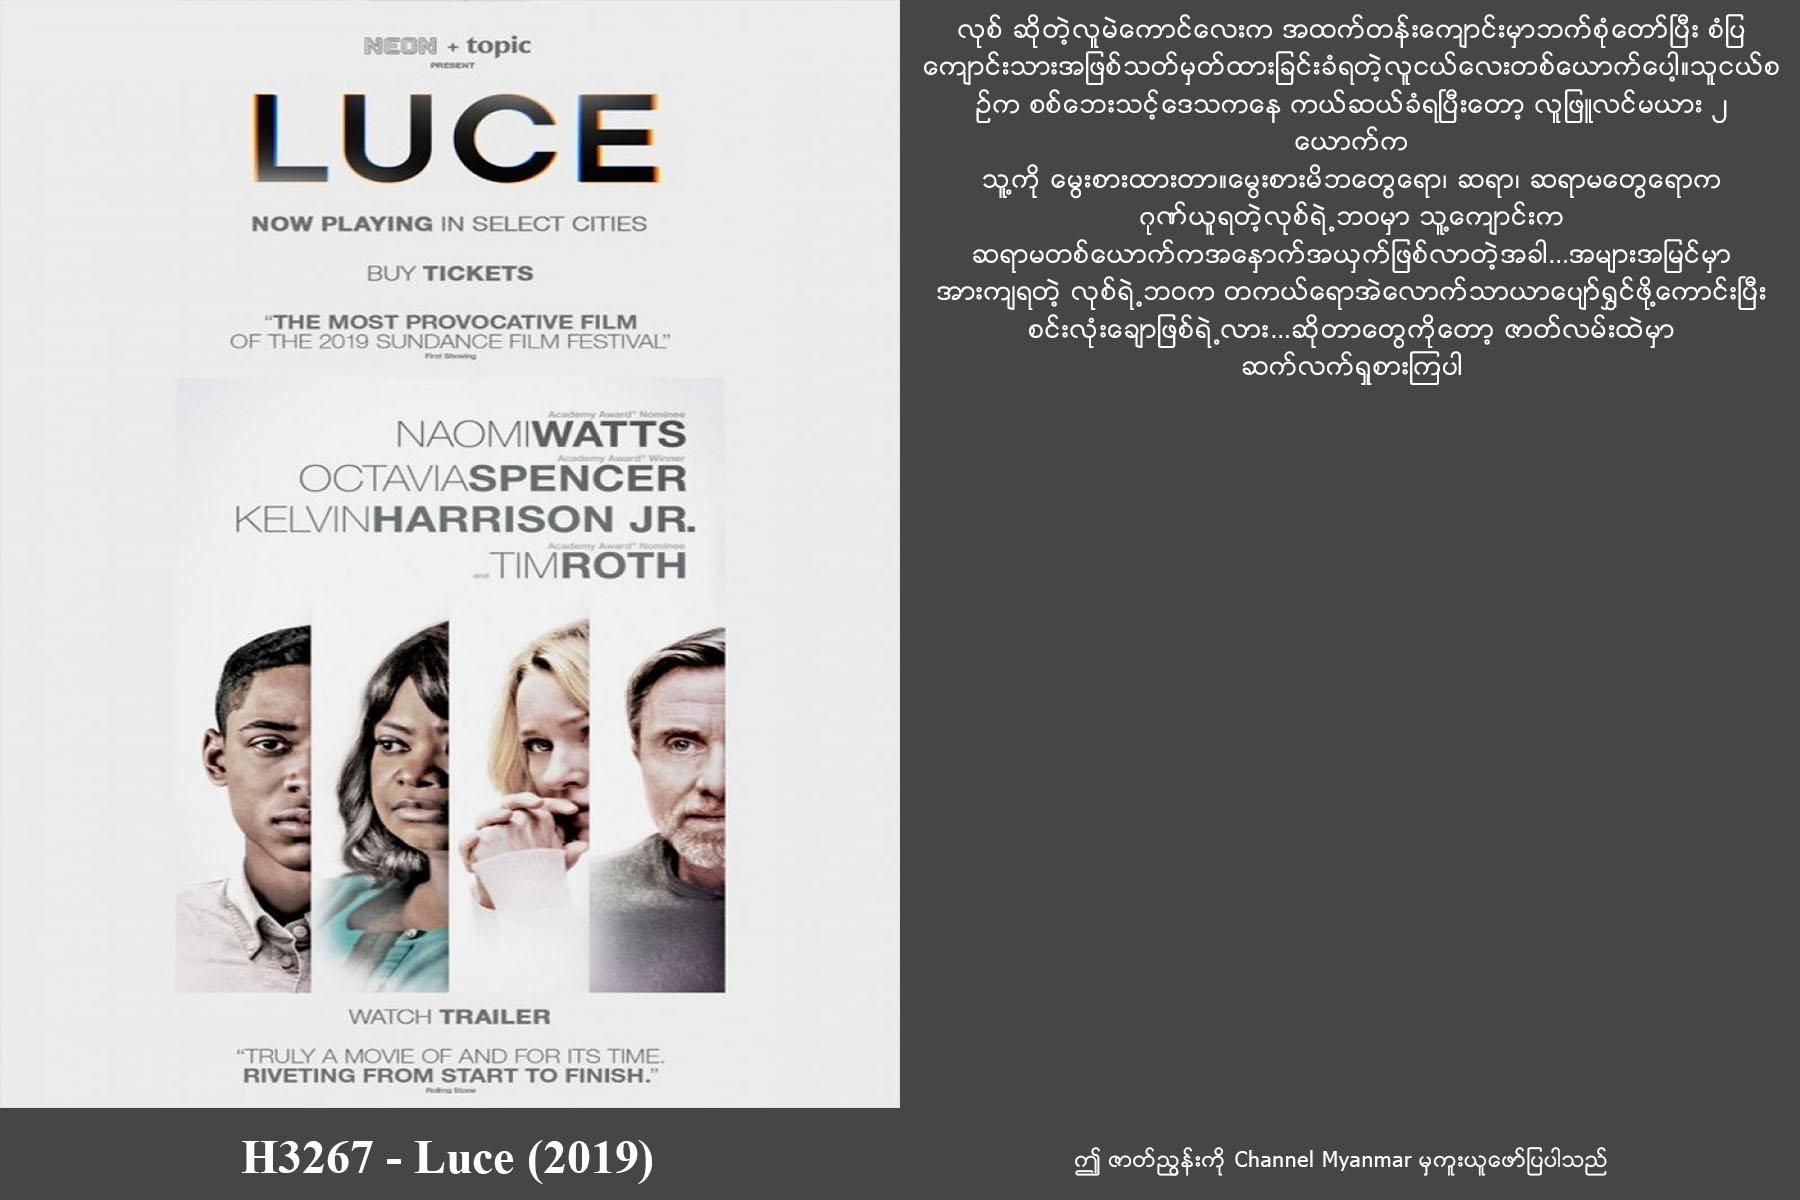 NEON + topic
PRESENT
LUCE
NOW PLAYING IN SELECT CITIES
BUY TICKETS
“THE MOST PROVOCATIVE FILM
OF THE 2019 SUNDANCE FILM FESTIVAL”
First Showing
Academy Award® Nominee
NAOMIWATTS
Academy Award® Winner
OCTAVIASPENCER
KELVINHARRISON JR.
Academy Award® Nominee
and TIMROTH
WATCH TRAILER
“TRULY A MOVIE OF AND FOR ITS TIME.
RIVETING FROM START TO FINISH.”
Rolling Stone
H3267 - Luce (2019)
လုစ် ဆိုတဲ့လူမဲကောင်လေးက အထက်တန်းကျောင်းမှာဘက်စုံတော်ပြီး စံပြ
ကျောင်းသားအဖြစ်သတ်မှတ်ထားခြင်းခံရတဲ့လူငယ်လေးတစ်ယောက်ပေါ့။သူငယ်စ
ဉ်က စစ်ဘေးသင့်ဒေသကနေ ကယ်ဆယ်ခံရပြီးတော့ လူဖြူလင်မယား ၂
ယောက်က
သူ့ကို မွေးစားထားတာ။မွေးစားမိဘတွေရော၊ ဆရာ၊ ဆရာမတွေရောက
ဂုဏ်ယူရတဲ့လုစ်ရဲ့ဘဝမှာ သူ့ကျောင်းက
ဆရာမတစ်ယောက်ကအနှောက်အယှက်ဖြစ်လာတဲ့အခါ...အများအမြင်မှာ
အားကျရတဲ့ လုစ်ရဲ့ဘဝက တကယ်ရောအဲလောက်သာယာပျော်ရွှင်ဖို့ကောင်းပြီး
စင်းလုံးချောဖြစ်ရဲ့လား...ဆိုတာတွေကိုတော့ ဇာတ်လမ်းထဲမှာ
ဆက်လက်ရှုစားကြပါ
ဤ ဇာတ်ညွှန်းကို Channel Myanmar မှကူးယူဖော်ပြပါသည်